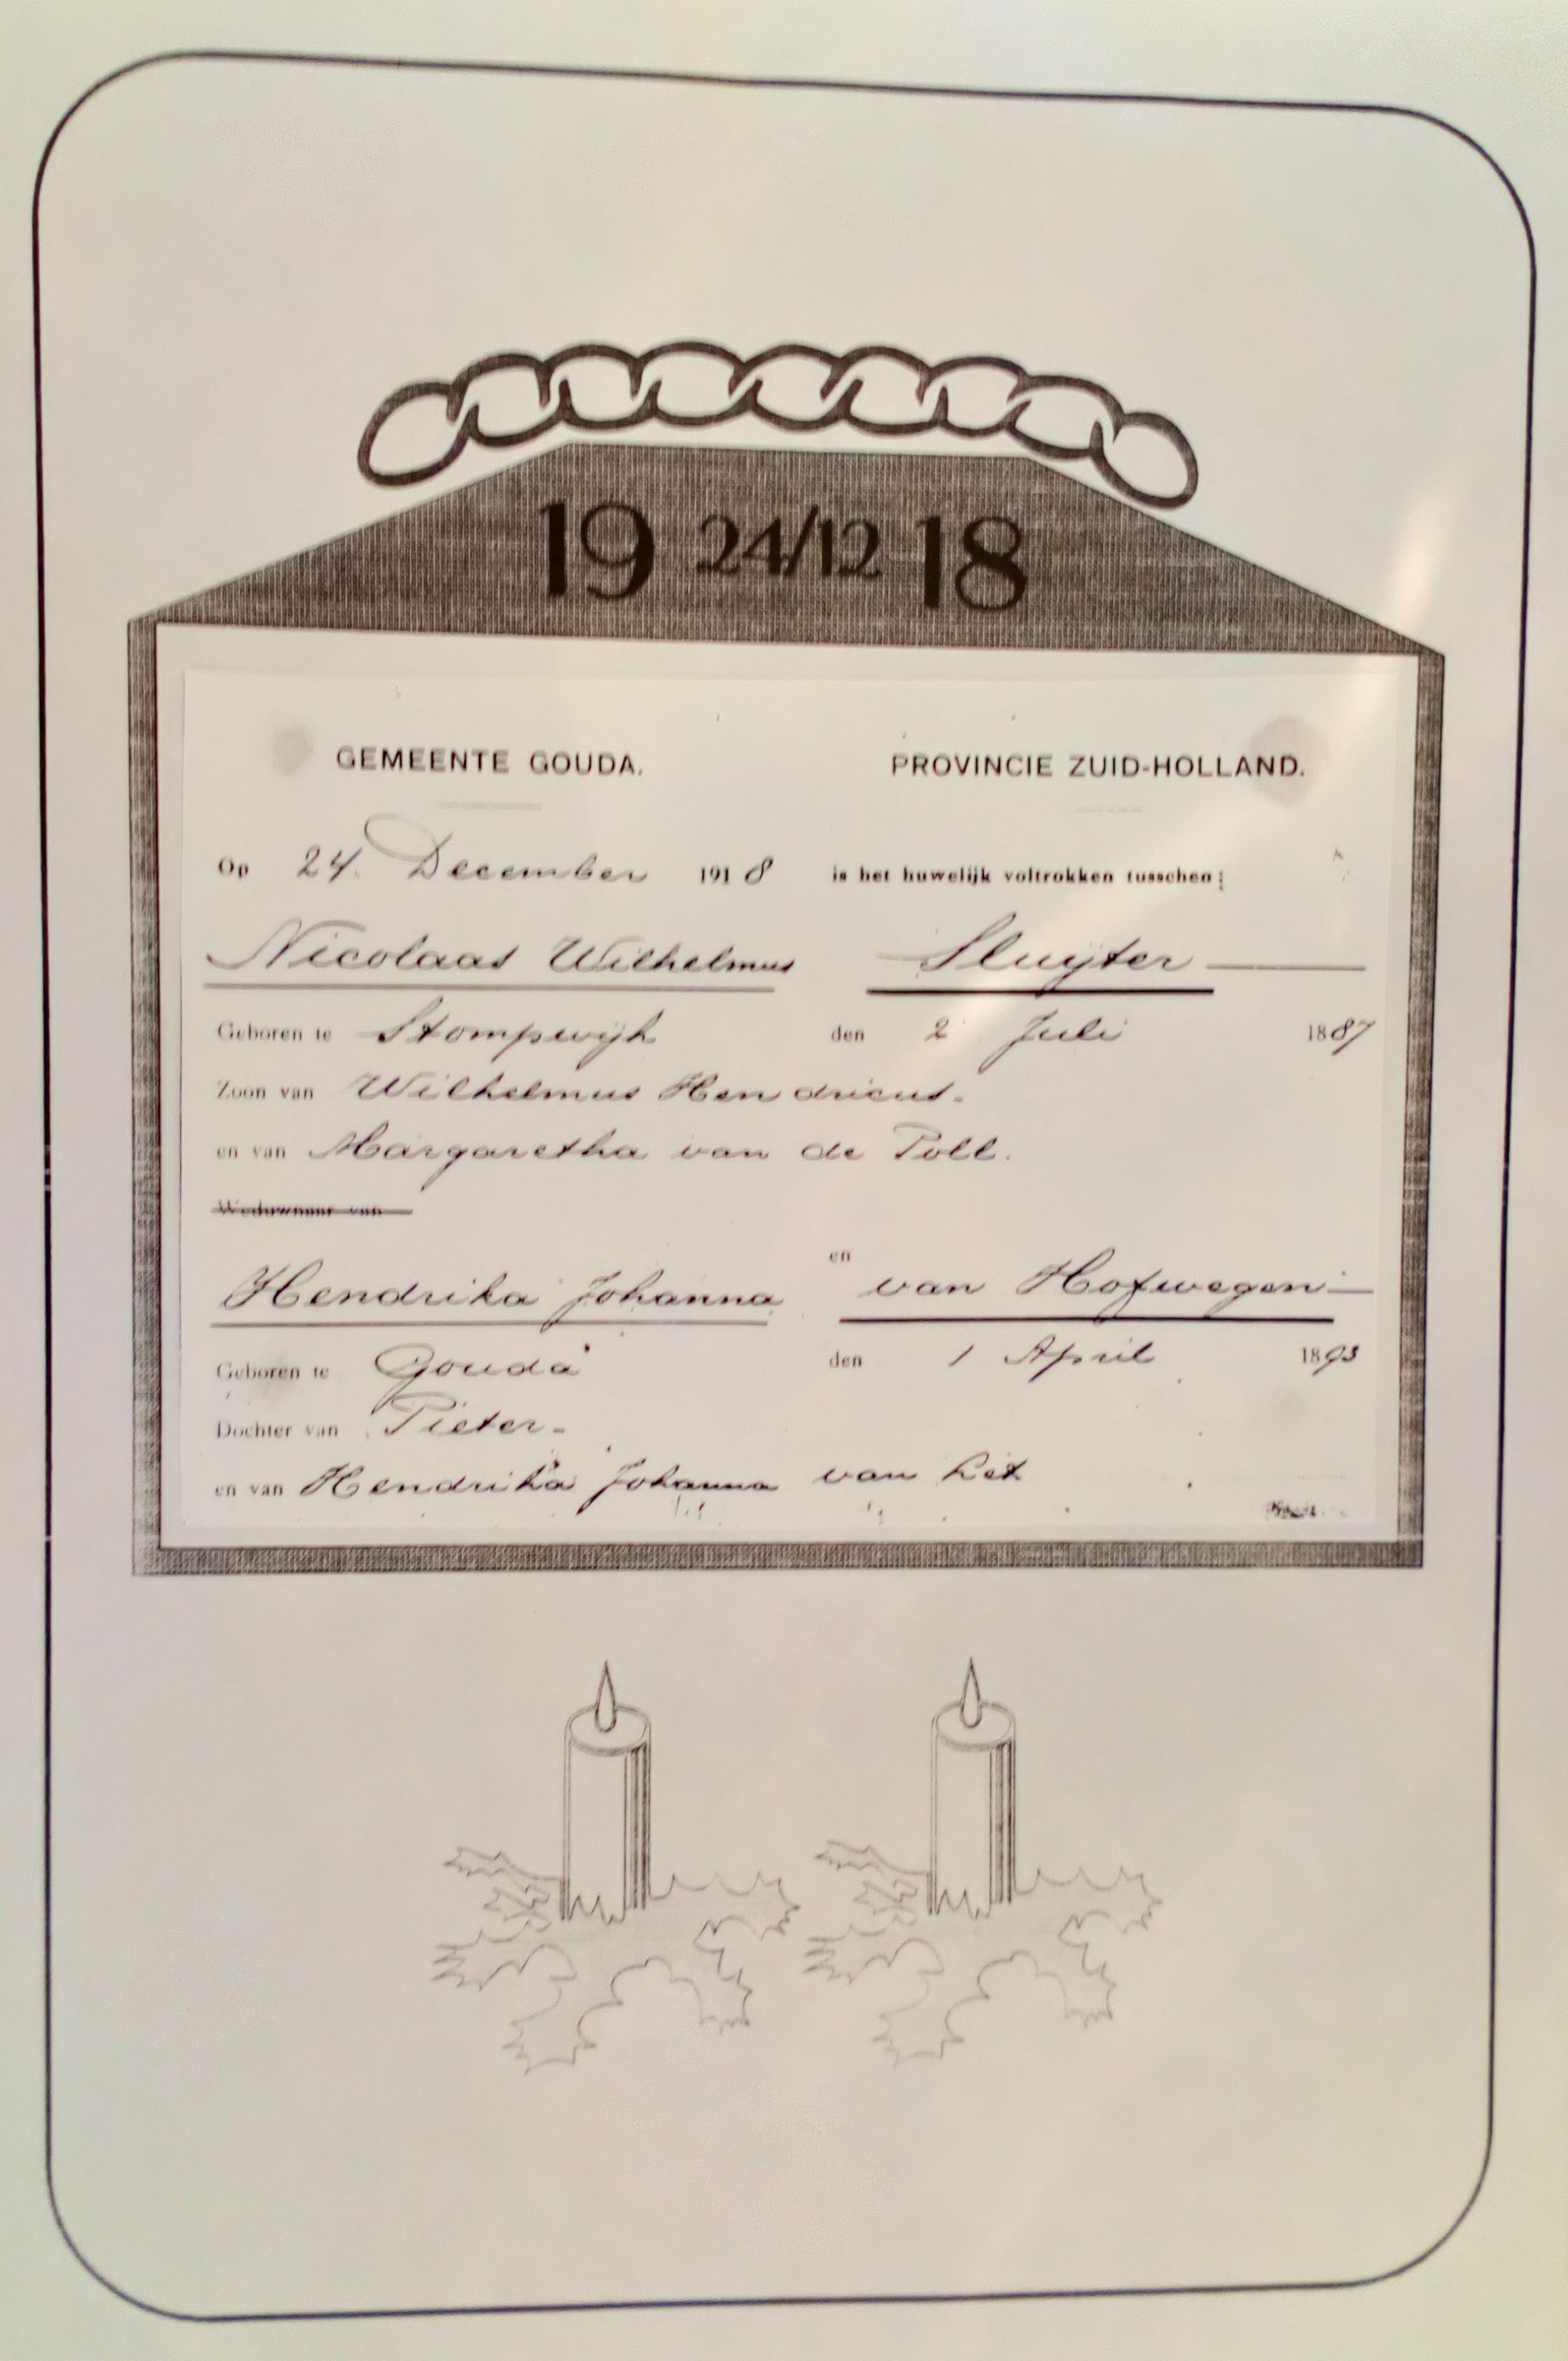 19 24/12 18
GEMEENTE GOUDA. PROVINCIE ZUID-HOLLAND.
Op 24 December 1918 is het huwelijk voltrokken tusschen:
Nicolaas Wilhelmus Sluyter
Geboren te Stompwijk den 2 Juli 1887
Zoon van Wilhelmus Hendricus.
en van Margaretha van de Poll.
Weduwnaar van
en
Hendrika Johanna van Hofwegen
Geboren te Gouda den 1 April 1893
Dochter van Pieter
en van Hendrika Johanna van het